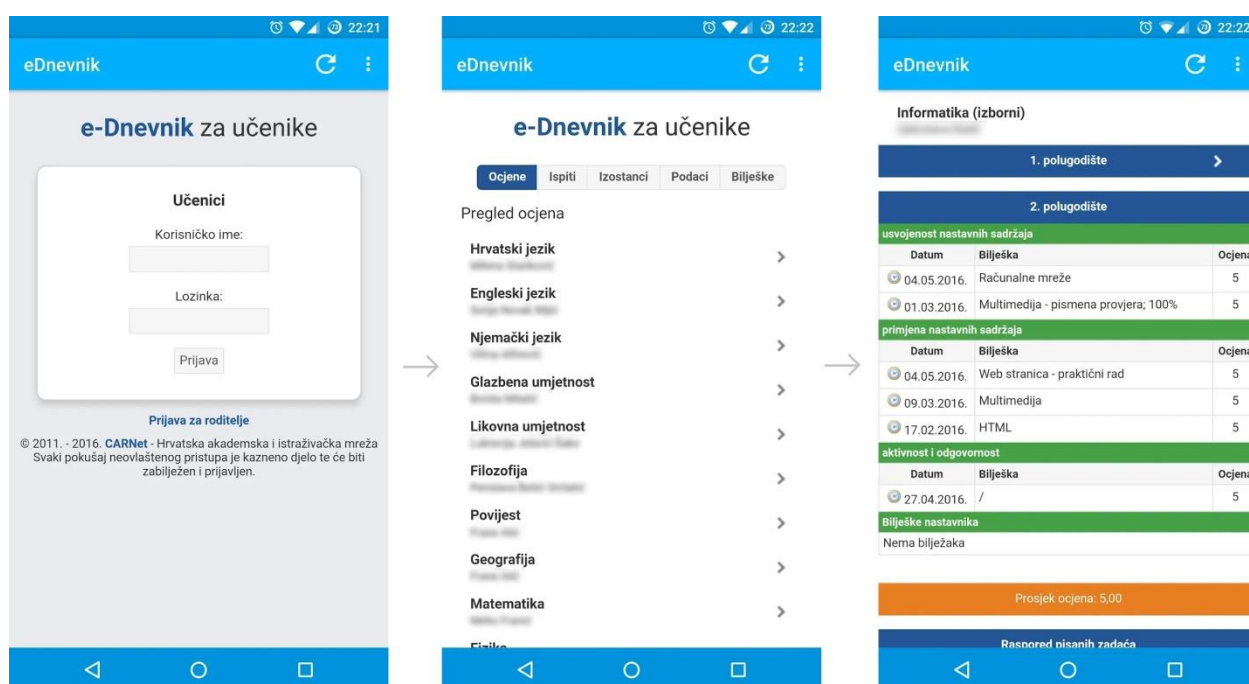 22:21
eDnevnik
e-Dnevnik za učenike
Učenici
Korisničko ime:
Lozinka:
Prijava
Prijava za roditelje
© 2011. - 2016. CARNet - Hrvatska akademska i istraživačka mreža
Svaki pokušaj neovlaštenog pristupa je kazneno djelo te će biti
zabilježen i prijavljen.
73 22:22
eDnevnik
e-Dnevnik za učenike
Ocjene Ispiti Izostanci Podaci Bilješke
Pregled ocjena
Hrvatski jezik
Engleski jezik
Njemački jezik
Glazbena umjetnost
Likovna umjetnost
Filozofija
Povijest
Geografija
Matematika
Fizika
22:22
eDnevnik
Informatika (izborni)
1. polugodište
2. polugodište
usvojenost nastavnih sadržaja
Datum Bilješka Ocjena
04.05.2016. Računalne mreže 5
01.03.2016. Multimedija - pismena provjera; 100% 5
primjena nastavnih sadržaja
Datum Bilješka Ocjena
04.05.2016. Web stranica - praktični rad 5
09.03.2016. Multimedija 5
17.02.2016. HTML 5
aktivnost i odgovornost
Datum Bilješka Ocjena
27.04.2016. / 5
Bilješke nastavnika
Nema bilježaka
Prosjek ocjena: 5,00
Raspored pisanih zadaća